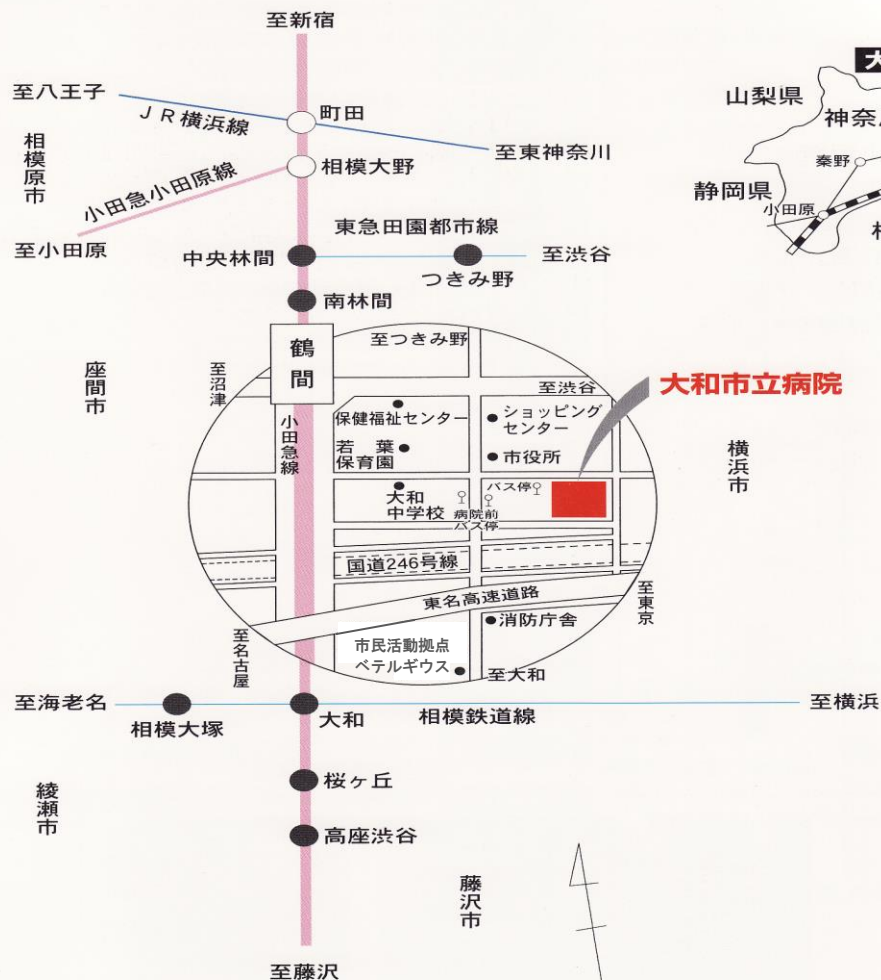 至新宿
大
至八王子
JR横浜線
町田
山梨県
神奈
相模原市
至東神奈川
秦野
相模大野
小田急小田原線
静岡県
小田原
至小田原
東急田園都市線
中央林間
至渋谷
つきみ野
南林間
鶴間
至つきみ野
座間市
至沼津
至渋谷
大和市立病院
小田急線
保健福祉センター
ショッピング
センター
若葉
保育園
市役所
横浜市
バス停
大和
中学校
病院前
バス停
国道246号線
東名高速道路
至東京
消防庁舎
至名古屋
市民活動拠点
ベテルギウス
至大和
至海老名
相模大塚
大和
相模鉄道線
至横浜
桜ヶ丘
綾瀬市
高座渋谷
藤沢市
至藤沢